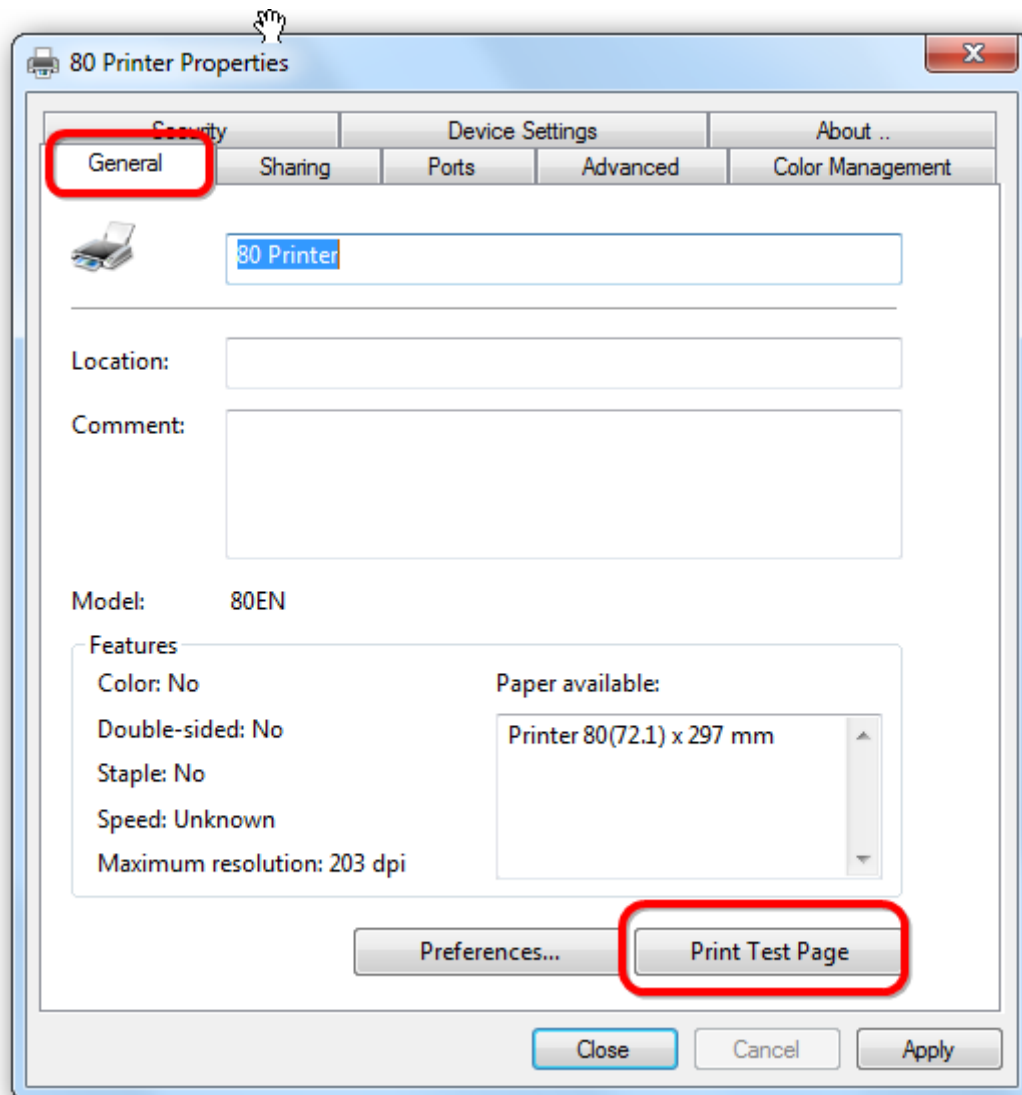 80 Printer Properties
Security Device Settings About ..
General Sharing Ports Advanced Color Management
80 Printer
Location:
Comment:
Model: 80EN
Features
Color: No
Double-sided: No
Staple: No
Speed: Unknown
Maximum resolution: 203 dpi
Paper available:
Printer 80(72.1) x 297 mm
Preferences... Print Test Page
Close Cancel Apply